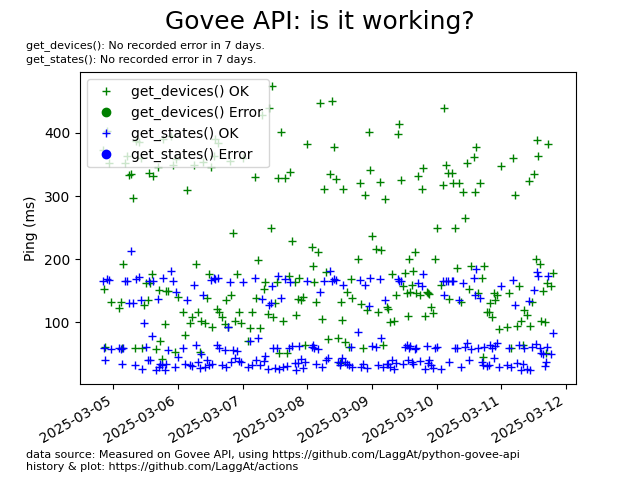 Govee API: is it working?
get_devices(): No recorded error in 7 days.
get_states(): No recorded error in 7 days.
get_devices() OK
get_devices() Error
get_states() OK
get_states() Error
400
300
200
100
Ping (ms)
2025-03-05
2025-03-06
2025-03-07
2025-03-08
2025-03-09
2025-03-10
2025-03-11
2025-03-12
data source: Measured on Govee API, using https://github.com/LaggAt/python-govee-api
history & plot: https://github.com/LaggAt/actions